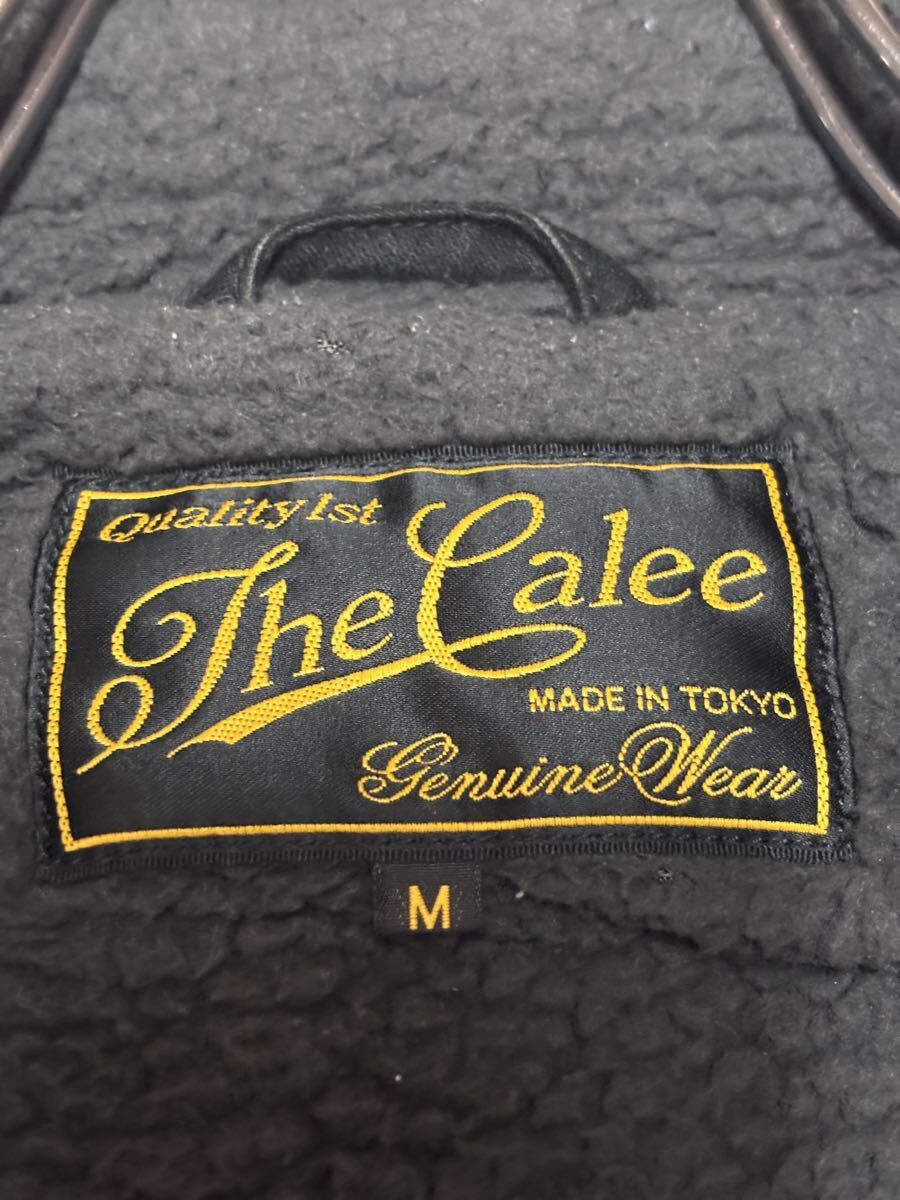 Quality 1st
The Calee
MADE IN TOKYO
Genuine Wear
M